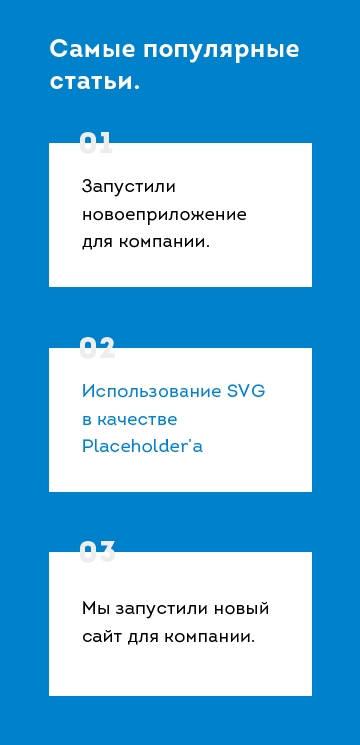 Самые популярные
статьи.
01
Запустили
новоеприложение
для компании.
02
Использование SVG
в качестве
Placeholder'а
03
Мы запустили новый
сайт для компании.